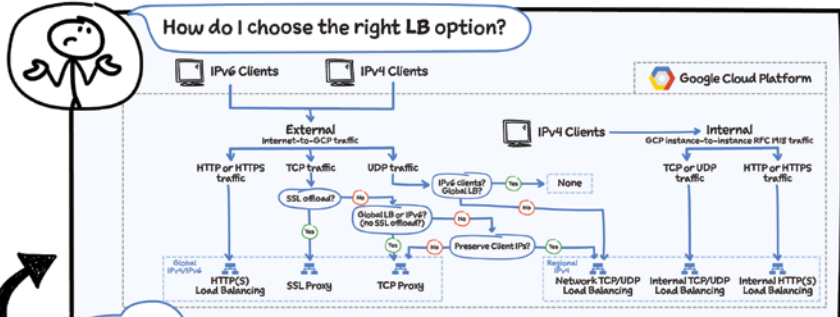 How do I choose the right LB option?
IPv6 Clients
IPv4 Clients
Google Cloud Platform
External
Internet-to-GCP traffic
IPv4 Clients
Internal
GCP instance-to-instance RFC 1918 traffic
HTTP or HTTPS
traffic
TCP traffic
UDP traffic
IPv6 clients?
Global LB?
Yes
None
TCP or UDP
traffic
HTTP or HTTPS
traffic
SSL offload?
No
Global LB or IPv6?
(no SSL offload?)
No
No
Yes
Yes
No
Preserve Client IPs?
Yes
Global
IPv4/IPv6
HTTP(S)
Load Balancing
SSL Proxy
TCP Proxy
Regional
IPv4
Network TCP/UDP
Load Balancing
Internal TCP/UDP
Load Balancing
Internal HTTP(S)
Load Balancing